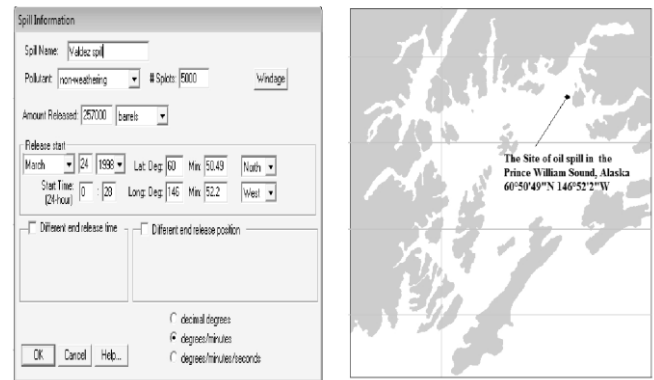 Spill Information
Spill Name: Valdez spill
Pollutant: non-weathering # Splots: 5000 Windage
Amount Released: 257000 barrels
Release start
March 24 1998 Lat: Deg: 60 Min: 50.49 North
Start Time: 0 : 28 Long: Deg: 146 Min: 52.2 West
(24-hour)
Different end release time Different end release position
decimal degrees
degrees/minutes
degrees/minutes/seconds
OK Cancel Help...
The Site of oil spill in the
Prince William Sound, Alaska
60°50'49"N 146°52'2"W